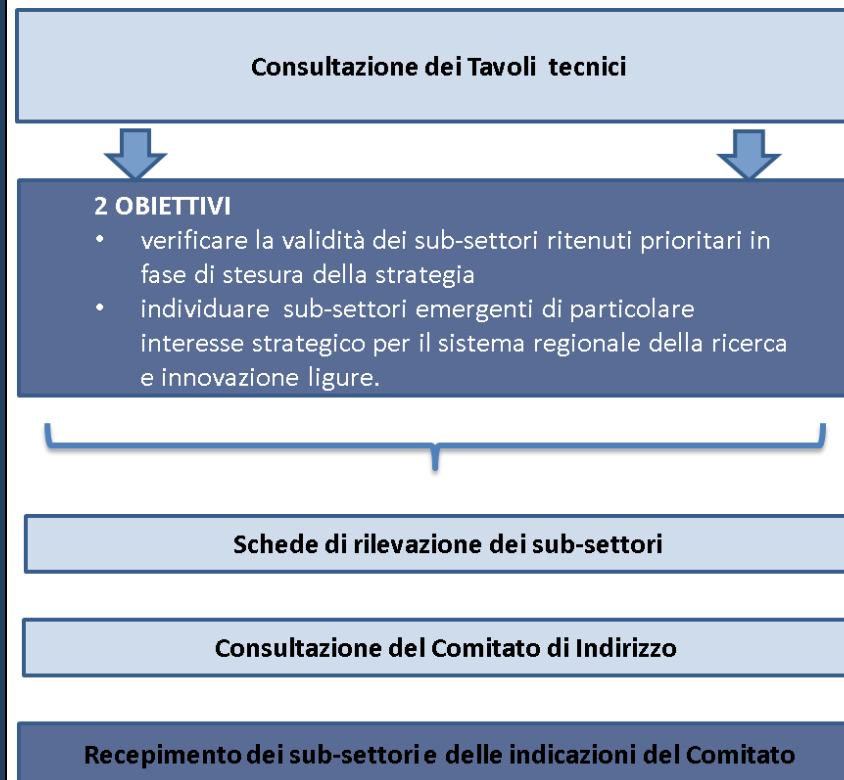 Consultazione dei Tavoli tecnici
2 OBIETTIVI
• verificare la validità dei sub-settori ritenuti prioritari in
fase di stesura della strategia
• individuare sub-settori emergenti di particolare
interesse strategico per il sistema regionale della ricerca
e innovazione ligure.
Schede di rilevazione dei sub-settori
Consultazione del Comitato di Indirizzo
Recepimento dei sub-settori e delle indicazioni del Comitato